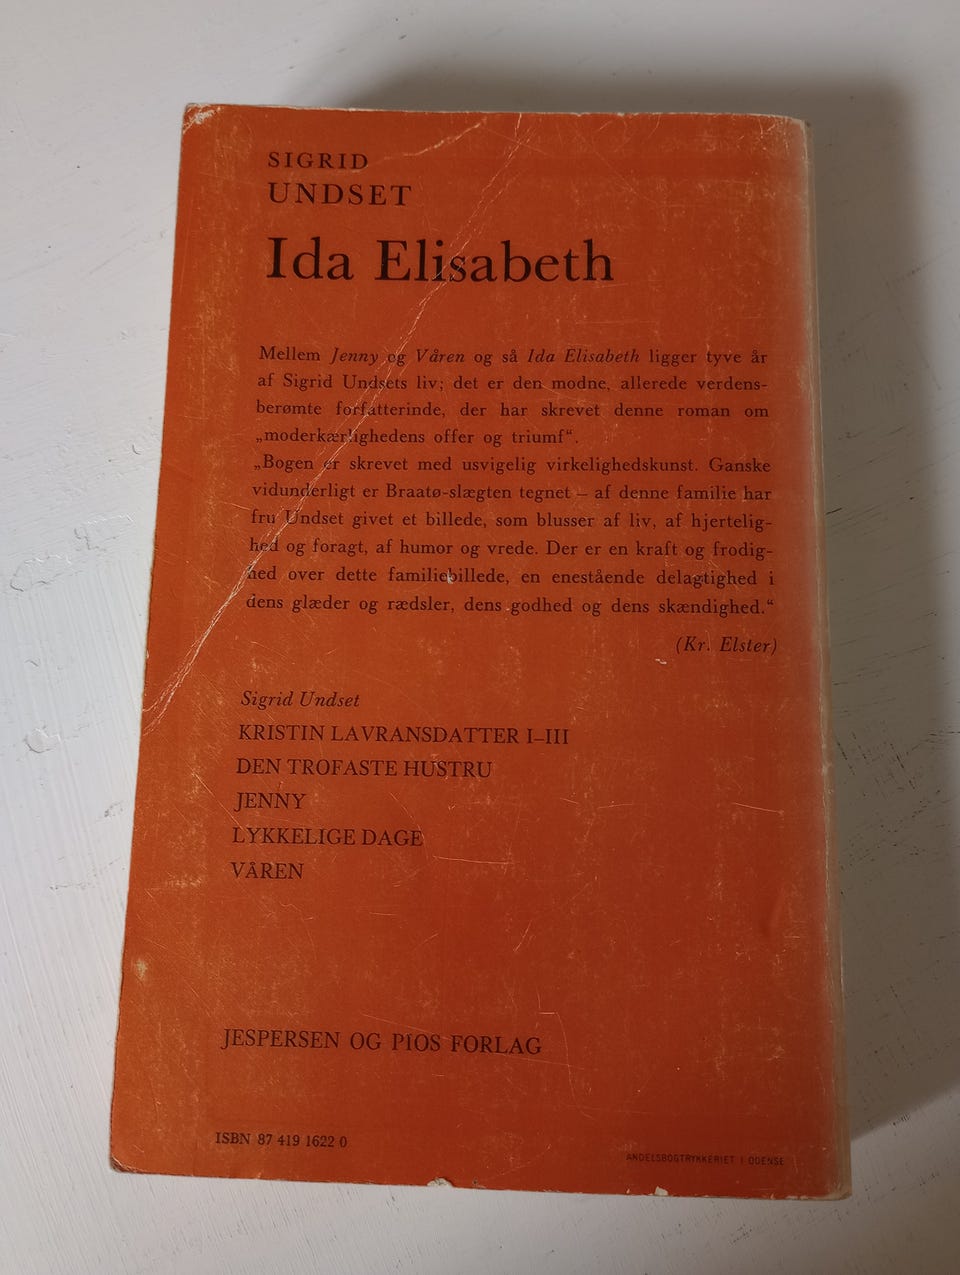 SIGRID
UNDSET
Ida Elisabeth
Mellem Jenny og Våren og så Ida Elisabeth ligger tyve år
af Sigrid Undsets liv; det er den modne, allerede verdens-
berømte forfatterinde, der har skrevet denne roman om
„moderkærlighedens offer og triumf“.
„Bogen er skrevet med usvigelig virkelighedskunst. Ganske
vidunderligt er Braatø-slægten tegnet – af denne familie har
fru Undset givet et billede, som blusser af liv, af hjertelig-
hed og foragt, af humor og vrede. Der er en kraft og frodig-
hed over dette familiebillede, en enestående delagtighed i
dens glæder og rædsler, dens godhed og dens skændighed.“
(Kr. Elster)
Sigrid Undset
KRISTIN LAVRANSDATTER I–III
DEN TROFASTE HUSTRU
JENNY
LYKKELIGE DAGE
VÅREN
JESPERSEN OG PIOS FORLAG
ISBN 87 419 1622 0
ANDELSBOGTRYKKERIET I ODENSE